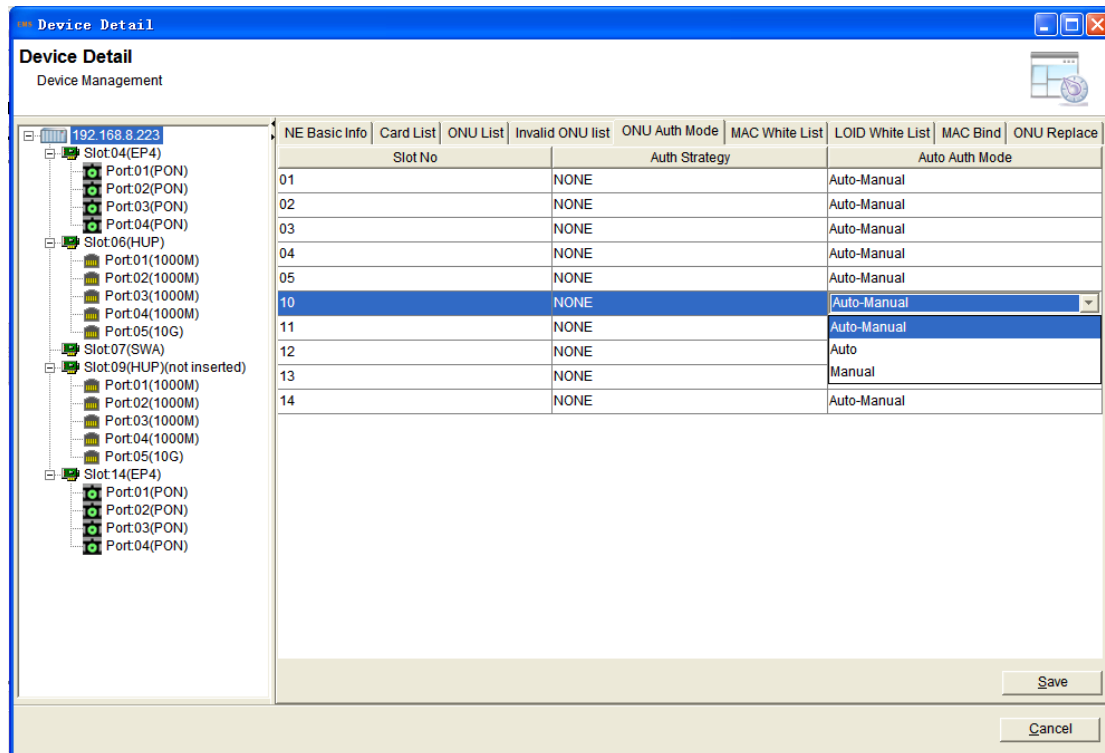 EMS Device Detail
Device Detail
Device Management
192.168.8.223
Slot:04(EP4)
Port:01(PON)
Port:02(PON)
Port:03(PON)
Port:04(PON)
Slot:06(HUP)
Port:01(1000M)
Port:02(1000M)
Port:03(1000M)
Port:04(1000M)
Port:05(10G)
Slot:07(SWA)
Slot:09(HUP)(not inserted)
Port:01(1000M)
Port:02(1000M)
Port:03(1000M)
Port:04(1000M)
Port:05(10G)
Slot:14(EP4)
Port:01(PON)
Port:02(PON)
Port:03(PON)
Port:04(PON)
NE Basic Info Card List ONU List Invalid ONU list ONU Auth Mode MAC White List LOID White List MAC Bind ONU Replace
Slot No Auth Strategy Auto Auth Mode
01 NONE Auto-Manual
02 NONE Auto-Manual
03 NONE Auto-Manual
04 NONE Auto-Manual
05 NONE Auto-Manual
10 NONE Auto-Manual
11 NONE Auto-Manual
12 NONE Auto
13 NONE Manual
14 NONE Auto-Manual
Save
Cancel